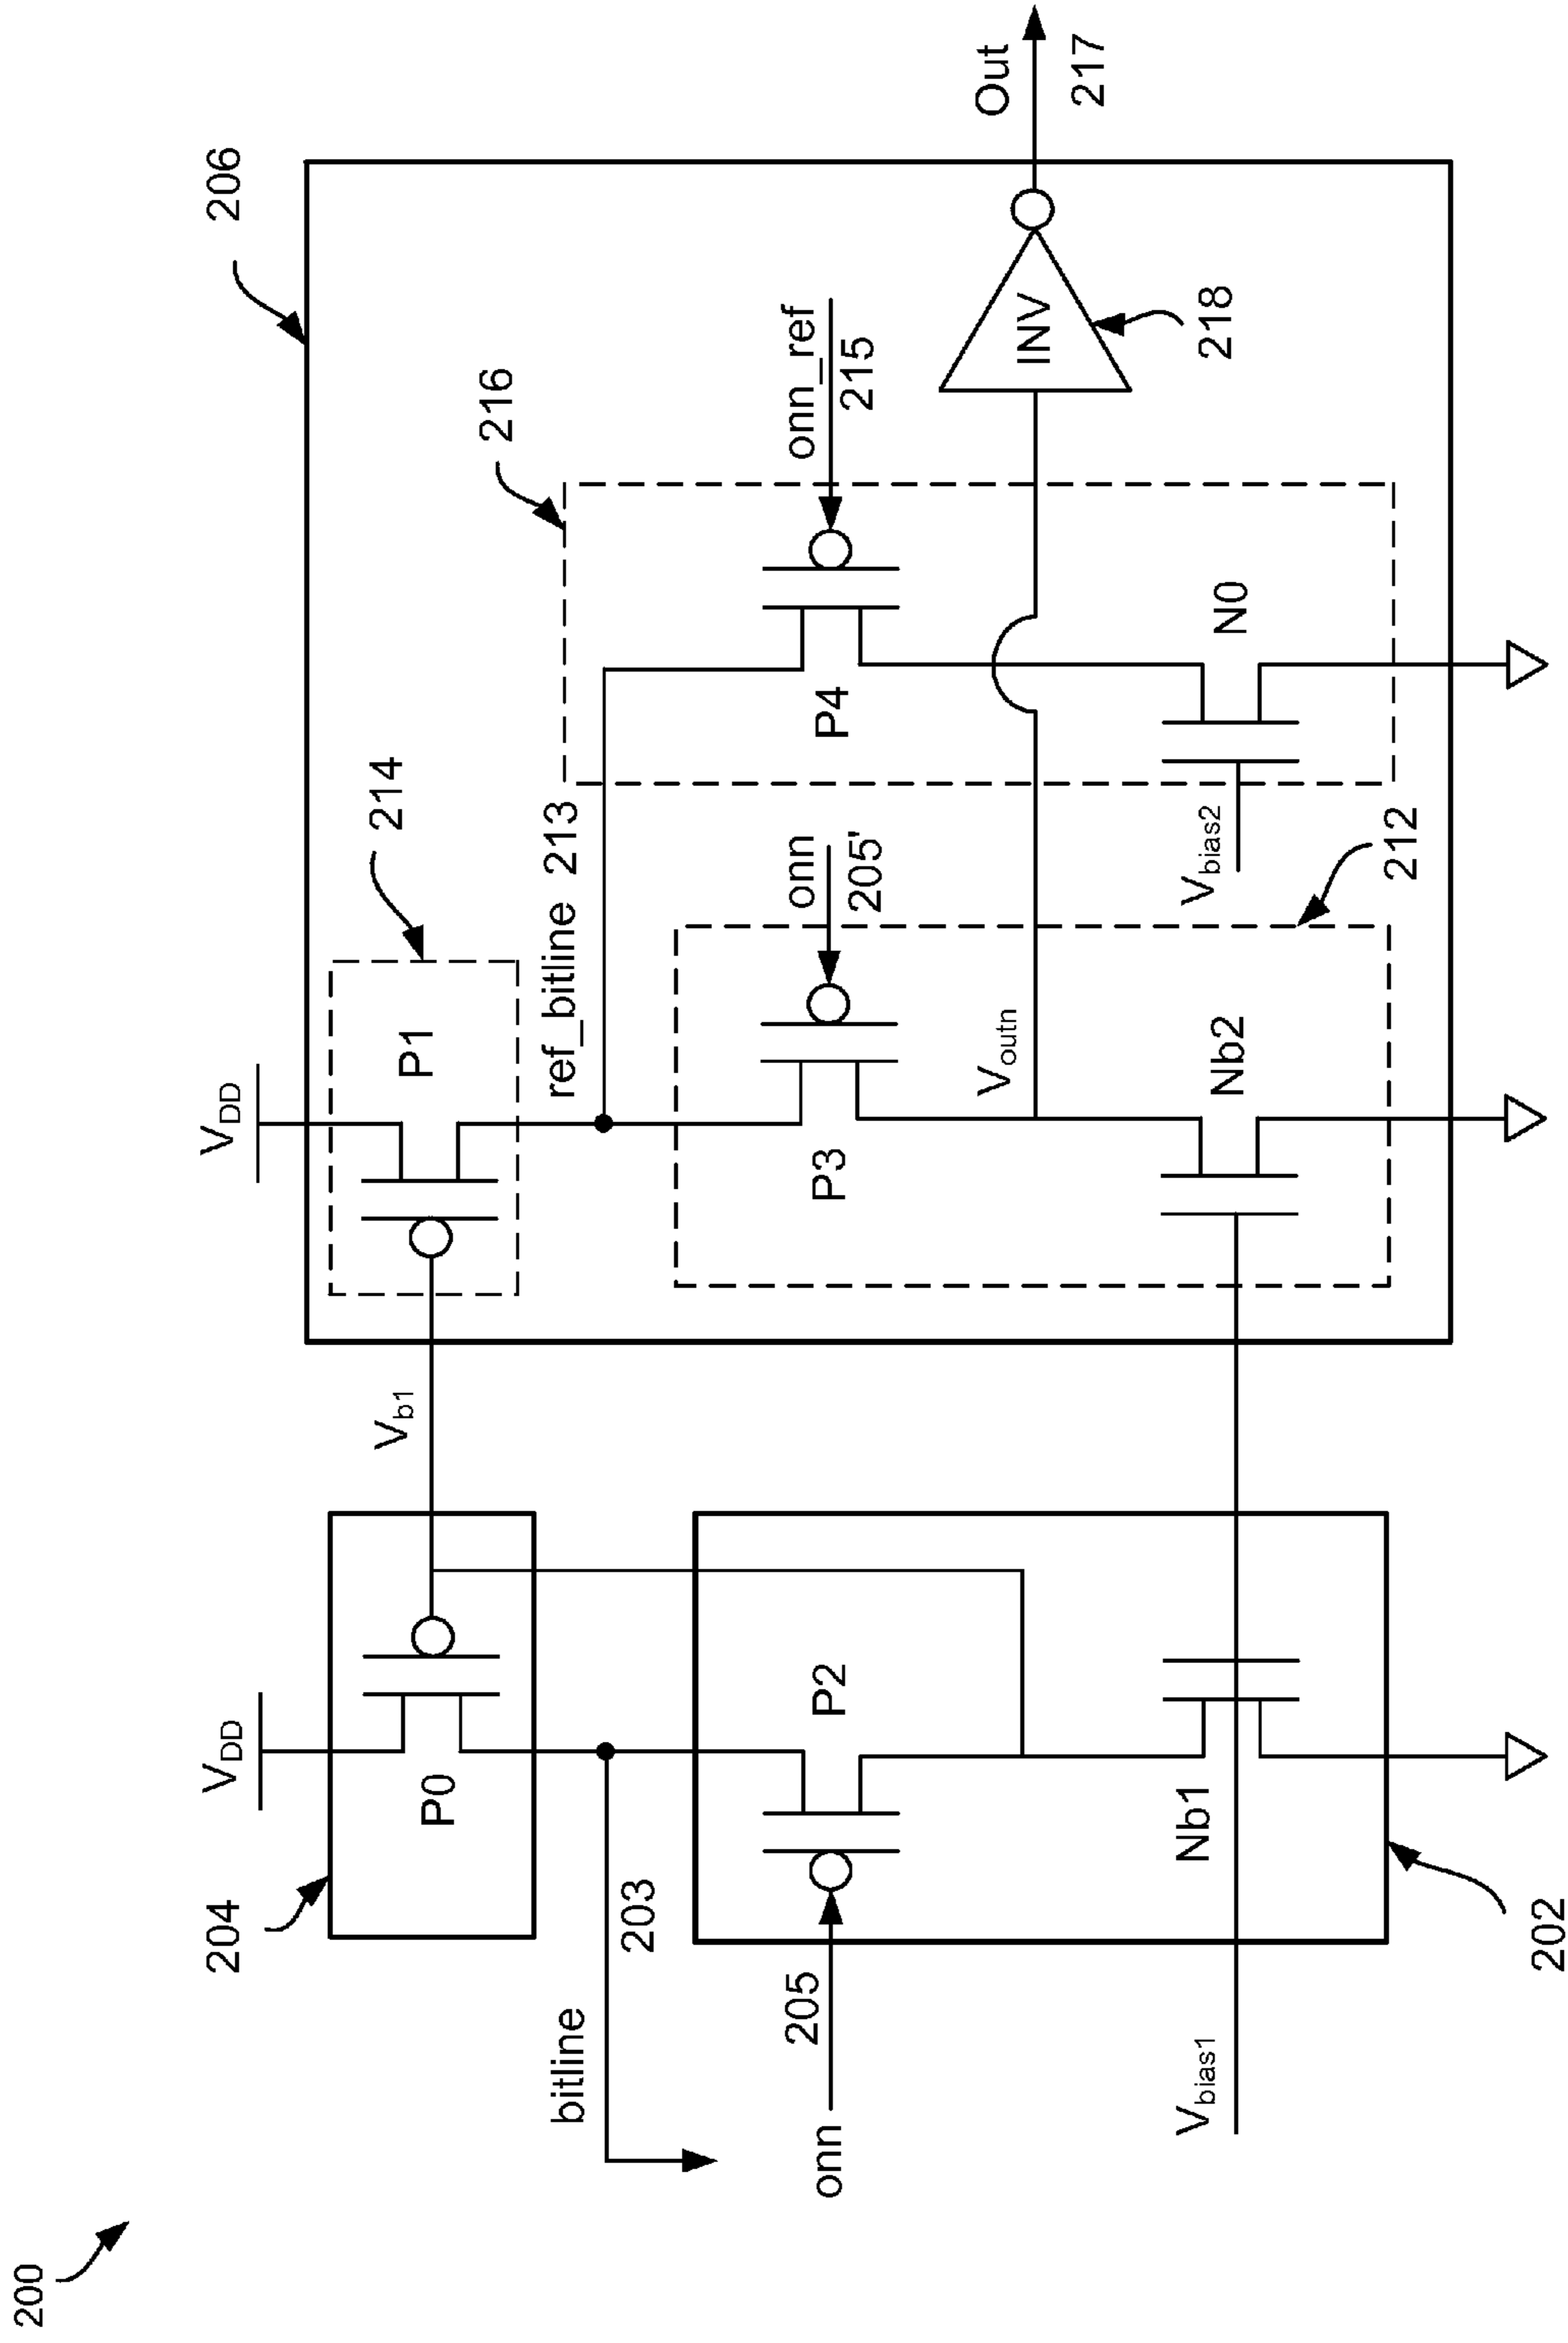 200
204
V_DD
P0
V_b1
V_DD
P1
214
206
bitline
203
ref_bitline 213
216
onn
205
P2
P3
onn
205'
P4
onn_ref
215
V_outn
INV
218
Out
217
V_bias1
Nb1
Nb2
V_bias2
N0
202
212